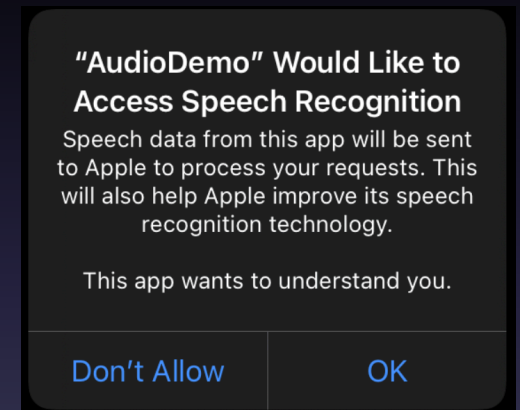 “AudioDemo” Would Like to
Access Speech Recognition
Speech data from this app will be sent
to Apple to process your requests. This
will also help Apple improve its speech
recognition technology.
This app wants to understand you.
Don’t Allow
OK